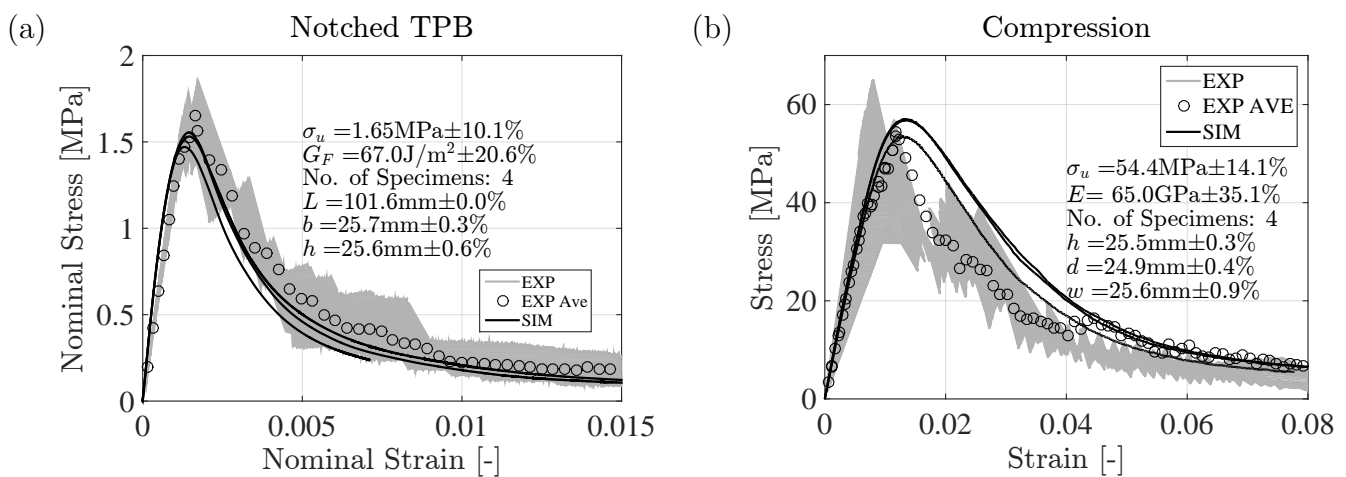 (a)
Notched TPB
Nominal Stress [MPa]
2
1.5
1
0.5
0
σu =1.65MPa±10.1%
GF =67.0J/m²±20.6%
No. of Specimens: 4
L =101.6mm±0.0%
b =25.7mm±0.3%
h =25.6mm±0.6%
EXP
EXP Ave
SIM
0 0.005 0.01 0.015
Nominal Strain [-]
(b)
Compression
Stress [MPa]
60
40
20
0
EXP
EXP AVE
SIM
σu =54.4MPa±14.1%
E= 65.0GPa±35.1%
No. of Specimens: 4
h =25.5mm±0.3%
d =24.9mm±0.4%
w =25.6mm±0.9%
0 0.02 0.04 0.06 0.08
Strain [-]